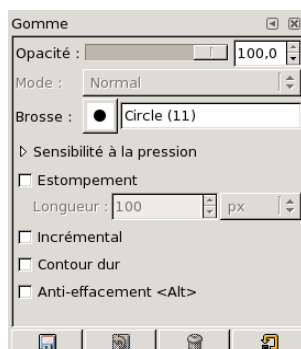 Gomme
Opacité : 100,0
Mode : Normal
Brosse : Circle (11)
Sensibilité à la pression
Estompement
Longueur : 100 px
Incrémental
Contour dur
Anti-effacement <Alt>